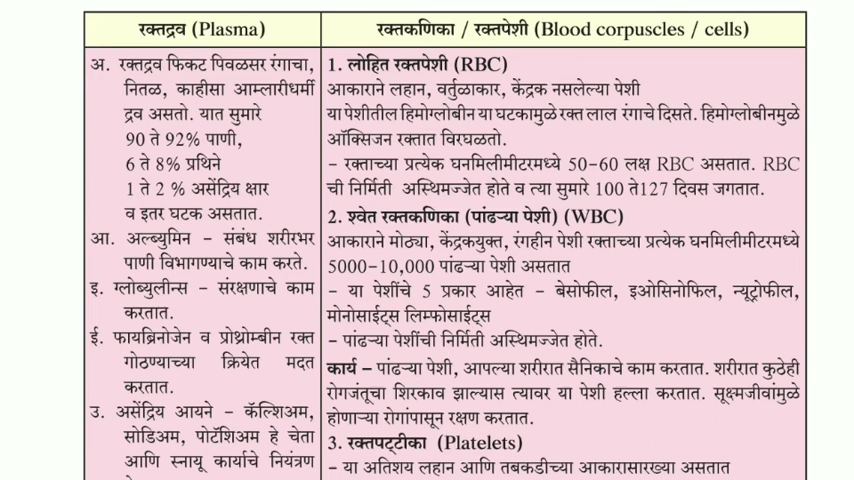 रक्तद्रव (Plasma)
अ. रक्तद्रव फिकट पिवळसर रंगाचा,
नितळ, काहीसा आम्लारीधर्मी
द्रव असतो. यात सुमारे
90 ते 92% पाणी,
6 ते 8% प्रथिने
1 ते 2 % असेंद्रिय क्षार
व इतर घटक असतात.
आ. अल्ब्युमिन – संबंध शरीरभर
पाणी विभागण्याचे काम करते.
इ. ग्लोब्युलीन्स – संरक्षणाचे काम
करतात.
ई. फायब्रिनोजेन व प्रोथ्रोम्बीन रक्त
गोठण्याच्या क्रियेत मदत
करतात.
उ. असेंद्रिय आयने – कॅल्शिअम,
सोडिअम, पोटॅशिअम हे चेता
आणि स्नायू कार्याचे नियंत्रण
रक्तकणिका / रक्तपेशी (Blood corpuscles / cells)
1. लोहित रक्तपेशी (RBC)
आकाराने लहान, वर्तुळाकार, केंद्रक नसलेल्या पेशी
या पेशीतील हिमोग्लोबीन या घटकामुळे रक्त लाल रंगाचे दिसते. हिमोग्लोबीनमुळे
ऑक्सिजन रक्तात विरघळतो.
– रक्ताच्या प्रत्येक घनमिलीमीटरमध्ये 50-60 लक्ष RBC असतात. RBC
ची निर्मिती अस्थिमज्जेत होते व त्या सुमारे 100 ते127 दिवस जगतात.
2. श्वेत रक्तकणिका (पांढऱ्या पेशी) (WBC)
आकाराने मोठ्या, केंद्रकयुक्त, रंगहीन पेशी रक्ताच्या प्रत्येक घनमिलीमीटरमध्ये
5000-10,000 पांढऱ्या पेशी असतात
– या पेशींचे 5 प्रकार आहेत – बेसोफील, इओसिनोफिल, न्यूट्रोफील,
मोनोसाईट्स लिम्फोसाईट्स
– पांढऱ्या पेशींची निर्मिती अस्थिमज्जेत होते.
कार्य – पांढऱ्या पेशी, आपल्या शरीरात सैनिकाचे काम करतात. शरीरात कुठेही
रोगजंतूचा शिरकाव झाल्यास त्यावर या पेशी हल्ला करतात. सूक्ष्मजीवांमुळे
होणाऱ्या रोगांपासून रक्षण करतात.
3. रक्तपट्टीका (Platelets)
– या अतिशय लहान आणि तबकडीच्या आकारासारख्या असतात